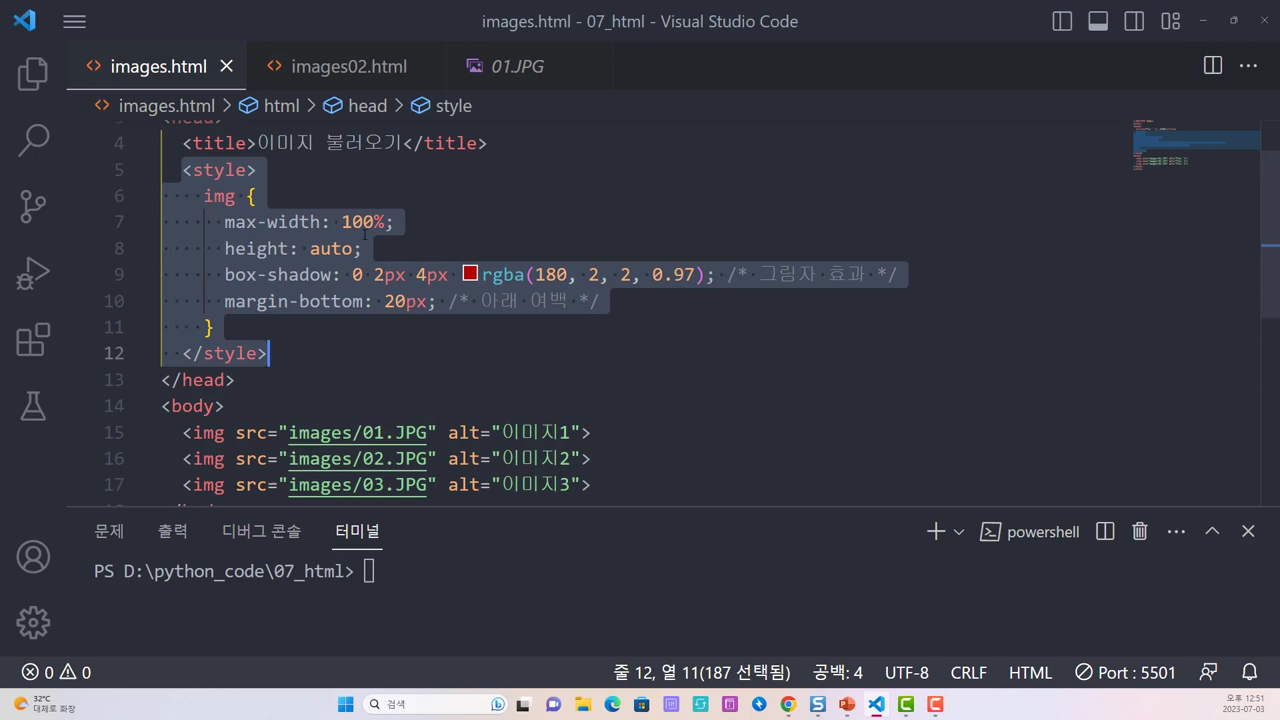 images.html - 07_html - Visual Studio Code
images.html
images02.html
01.JPG
images.html > html > head > style
4 <title>이미지 불러오기</title>
5 <style>
6 img {
7 max-width: 100%;
8 height: auto;
9 box-shadow: 0 2px 4px rgba(180, 2, 2, 0.97); /* 그림자 효과 */
10 margin-bottom: 20px; /* 아래 여백 */
11 }
12 </style>
13 </head>
14 <body>
15 <img src="images/01.JPG" alt="이미지1">
16 <img src="images/02.JPG" alt="이미지2">
17 <img src="images/03.JPG" alt="이미지3">
문제 출력 디버그 콘솔 터미널 powershell
PS D:\python_code\07_html>
0 0 줄 12, 열 11(187 선택됨) 공백: 4 UTF-8 CRLF HTML Port : 5501
32°C
대체로 화창
검색
오후 12:51
2023-07-03